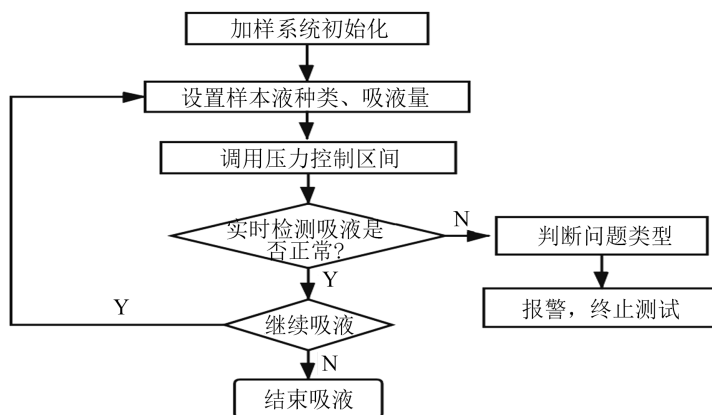 加样系统初始化
设置样本液种类、吸液量
调用压力控制区间
实时检测吸液是
否正常?
N
判断问题类型
Y
报警，终止测试
Y
继续吸液
N
结束吸液